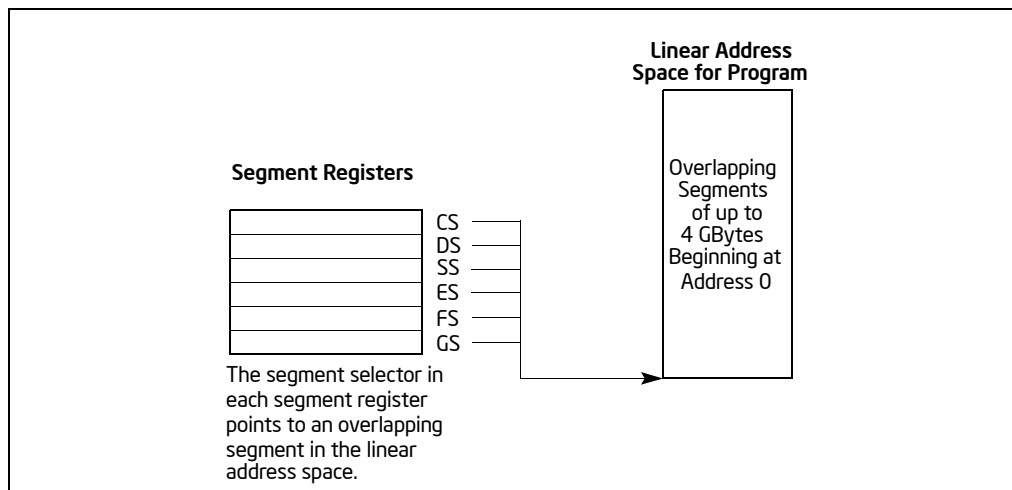 Linear Address
Space for Program
Overlapping
Segments
of up to
4 GBytes
Beginning at
Address 0
Segment Registers
CS
DS
SS
ES
FS
GS
The segment selector in
each segment register
points to an overlapping
segment in the linear
address space.